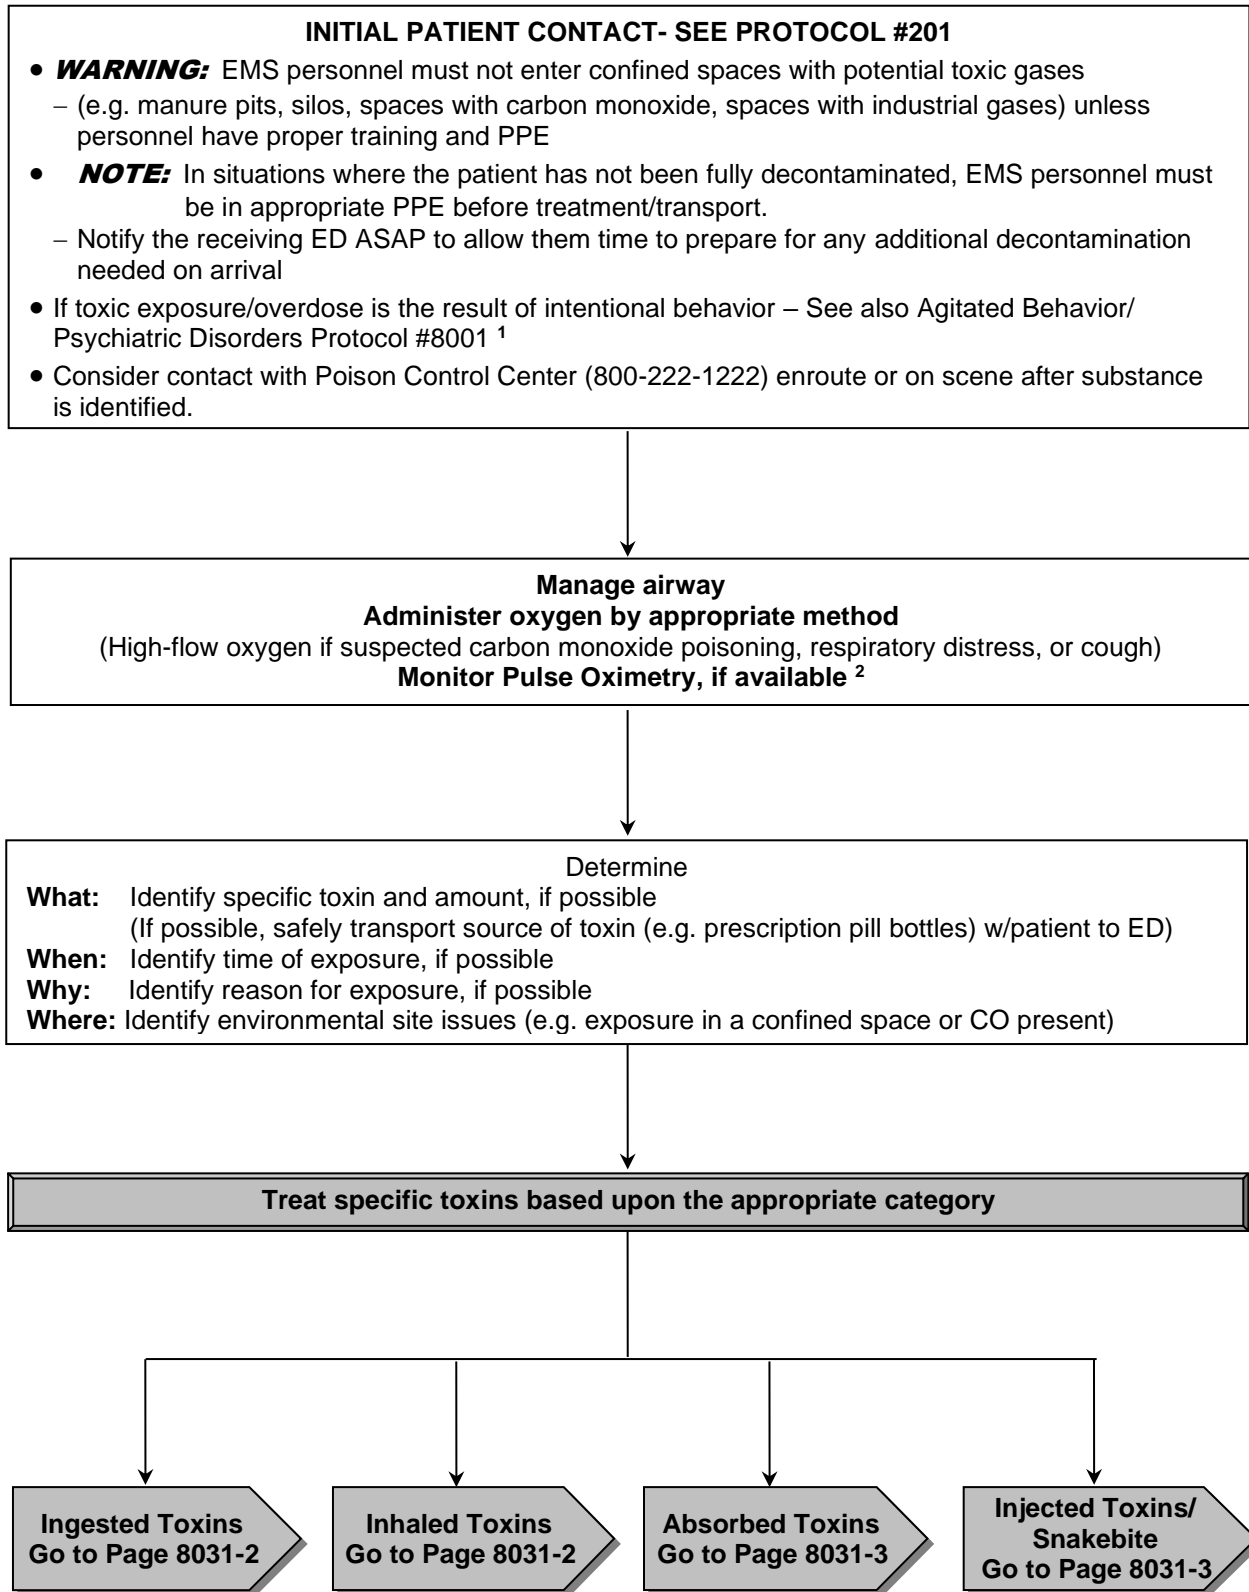 INITIAL PATIENT CONTACT- SEE PROTOCOL #201
• WARNING: EMS personnel must not enter confined spaces with potential toxic gases
– (e.g. manure pits, silos, spaces with carbon monoxide, spaces with industrial gases) unless
personnel have proper training and PPE
• NOTE: In situations where the patient has not been fully decontaminated, EMS personnel must
be in appropriate PPE before treatment/transport.
– Notify the receiving ED ASAP to allow them time to prepare for any additional decontamination
needed on arrival
• If toxic exposure/overdose is the result of intentional behavior – See also Agitated Behavior/
Psychiatric Disorders Protocol #8001 1
• Consider contact with Poison Control Center (800-222-1222) enroute or on scene after substance
is identified.
Manage airway
Administer oxygen by appropriate method
(High-flow oxygen if suspected carbon monoxide poisoning, respiratory distress, or cough)
Monitor Pulse Oximetry, if available 2
Determine
What: Identify specific toxin and amount, if possible
(If possible, safely transport source of toxin (e.g. prescription pill bottles) w/patient to ED)
When: Identify time of exposure, if possible
Why: Identify reason for exposure, if possible
Where: Identify environmental site issues (e.g. exposure in a confined space or CO present)
Treat specific toxins based upon the appropriate category
Ingested Toxins
Go to Page 8031-2
Inhaled Toxins
Go to Page 8031-2
Absorbed Toxins
Go to Page 8031-3
Injected Toxins/
Snakebite
Go to Page 8031-3